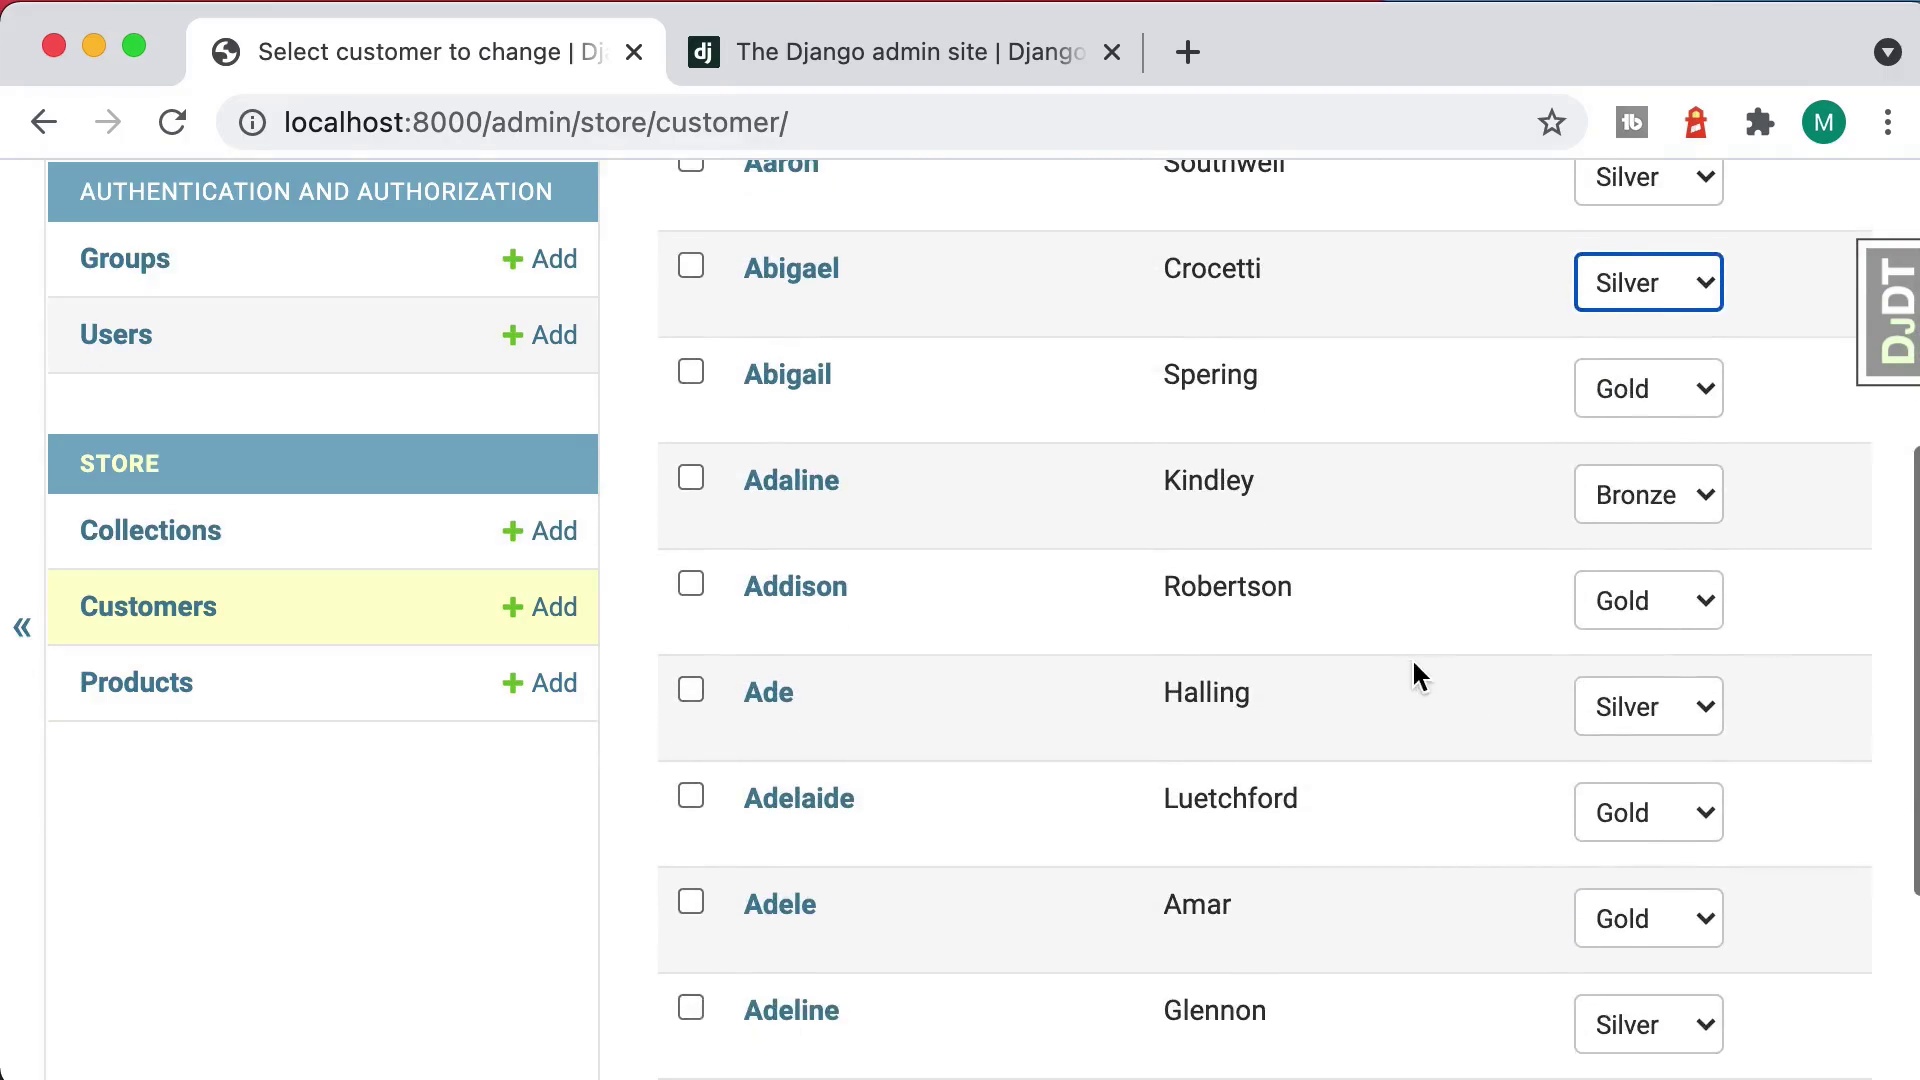 Select customer to change | Dj
The Django admin site | Django
localhost:8000/admin/store/customer/
M
AUTHENTICATION AND AUTHORIZATION
Groups + Add
Users + Add
STORE
Collections + Add
Customers + Add
Products + Add
«
Aaron Southwell Silver
Abigael Crocetti Silver
Abigail Spering Gold
Adaline Kindley Bronze
Addison Robertson Gold
Ade Halling Silver
Adelaide Luetchford Gold
Adele Amar Gold
Adeline Glennon Silver
DJDT